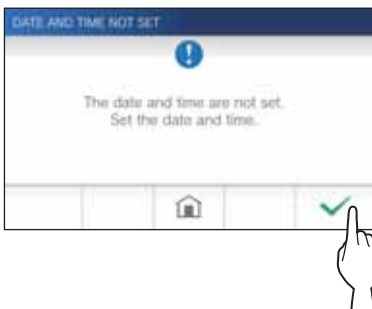 DATE AND TIME NOT SET
The date and time are not set.
Set the date and time.